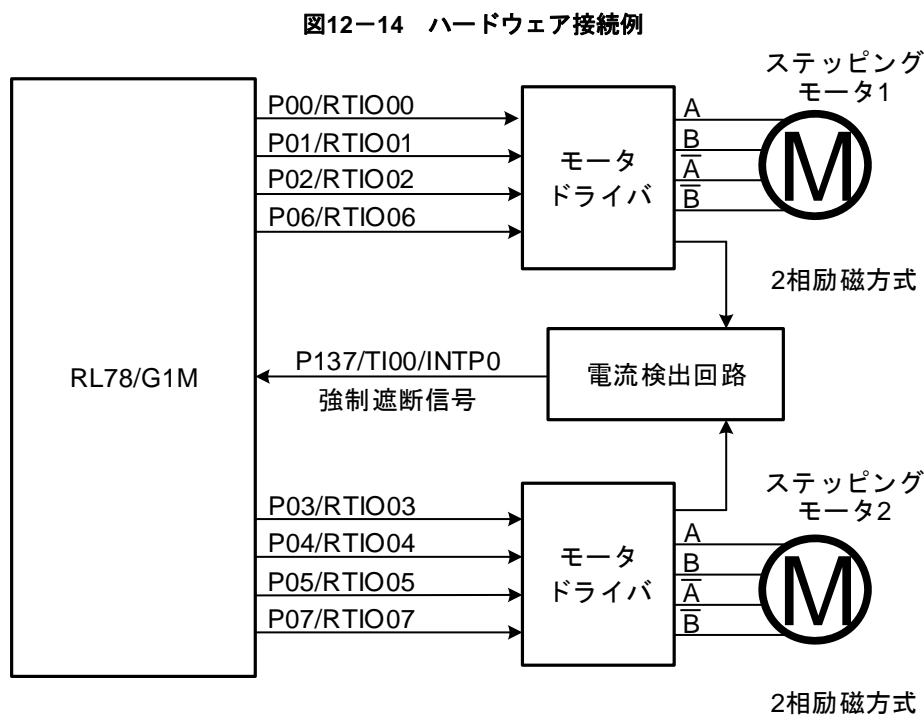 図12－14　ハードウェア接続例
ステッピング
モータ1
P00/RTIO00
P01/RTIO01
P02/RTIO02
P06/RTIO06
モータ
ドライバ
A
B
A̅
B̅
M
2相励磁方式
RL78/G1M
P137/TI00/INTP0
強制遮断信号
電流検出回路
ステッピング
モータ2
P03/RTIO03
P04/RTIO04
P05/RTIO05
P07/RTIO07
モータ
ドライバ
A
B
A̅
B̅
M
2相励磁方式